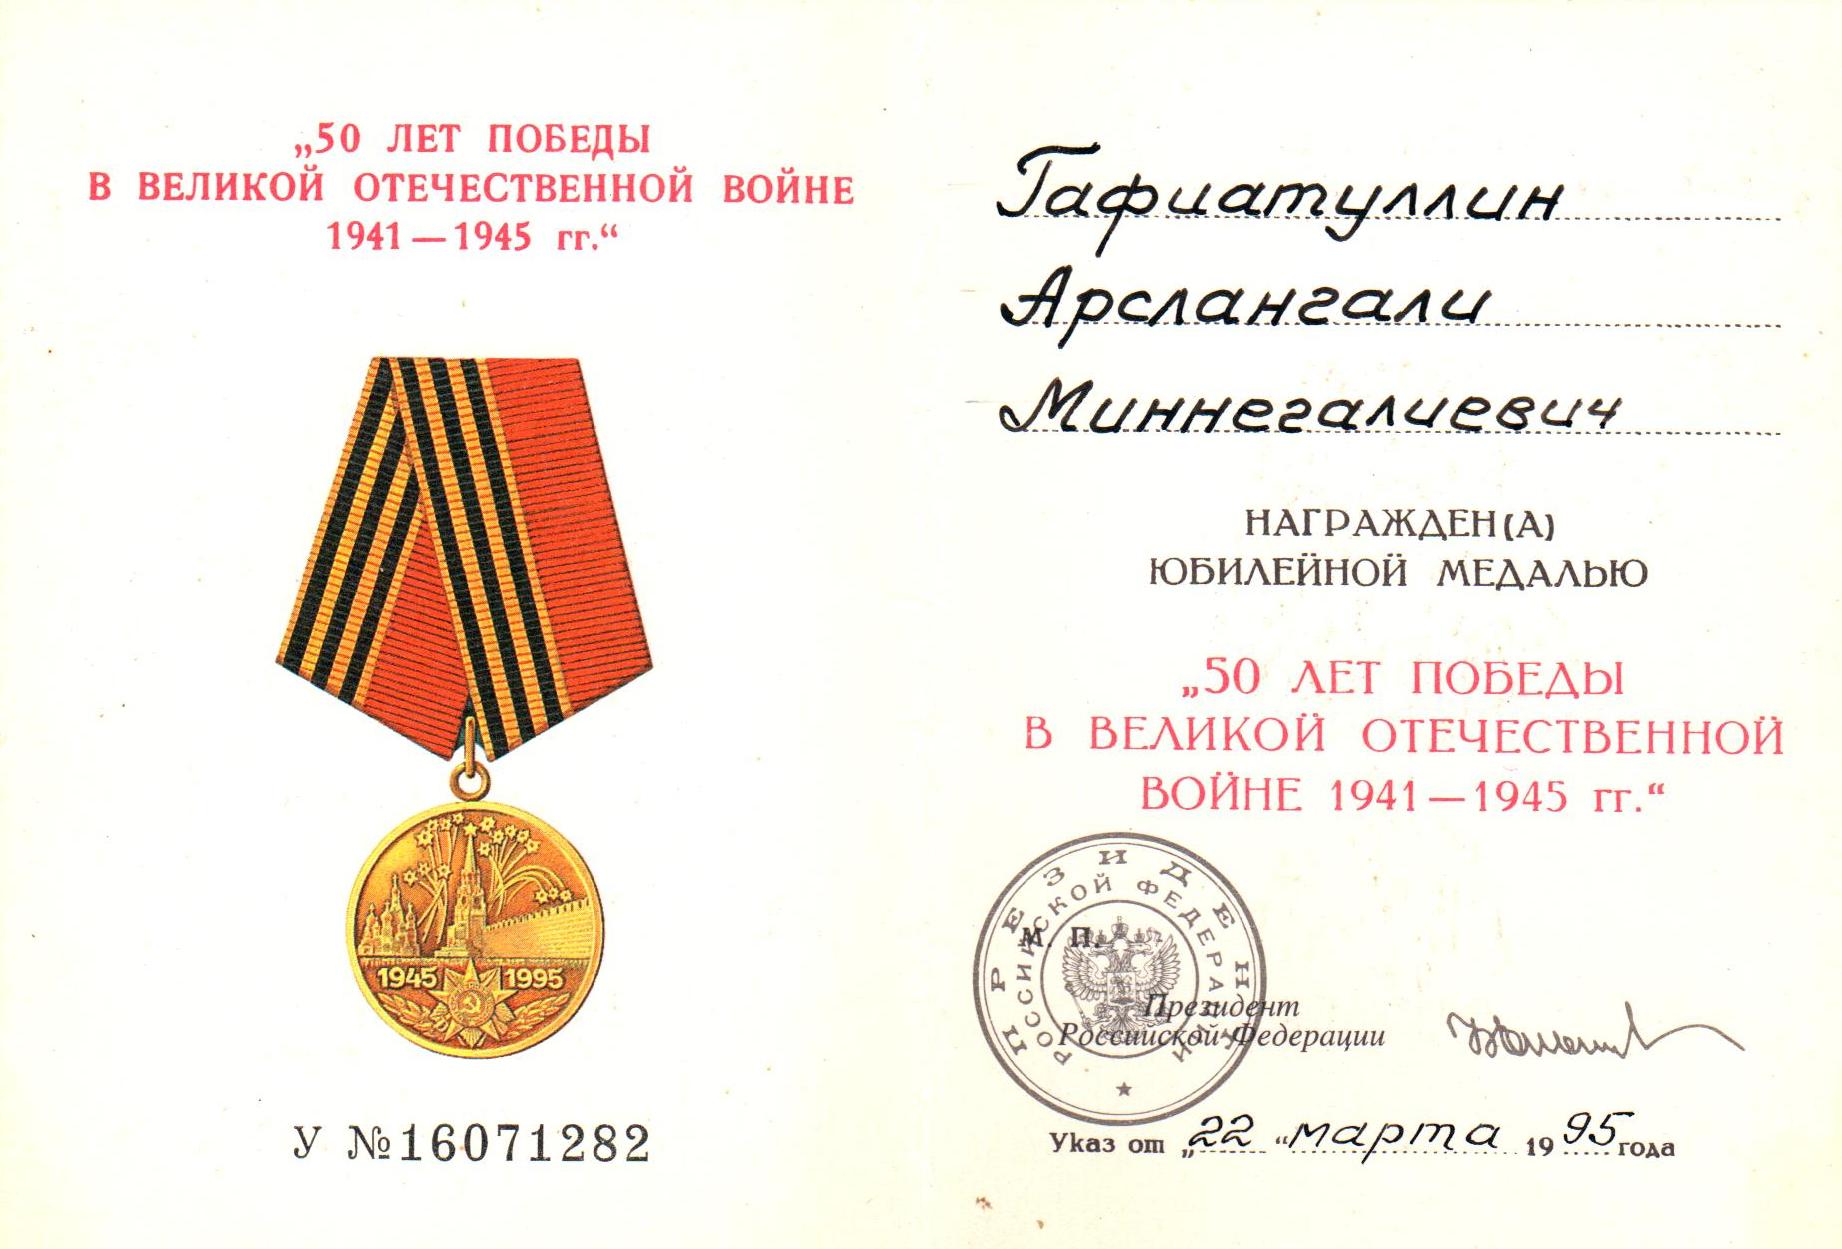 „50 ЛЕТ ПОБЕДЫ
В ВЕЛИКОЙ ОТЕЧЕСТВЕННОЙ ВОЙНЕ
1941—1945 гг.“
1945 1995
У №16071282
Гафиатуллин
Арслангали
Миннегалиевич
НАГРАЖДЕН(А)
ЮБИЛЕЙНОЙ МЕДАЛЬЮ
„50 ЛЕТ ПОБЕДЫ
В ВЕЛИКОЙ ОТЕЧЕСТВЕННОЙ
ВОЙНЕ 1941—1945 гг.“
ПРЕЗИДЕНТ
РОССИЙСКОЙ ФЕДЕРАЦИИ
М. П.
Президент
Российской Федерации
Указ от „22“ марта 1995 года